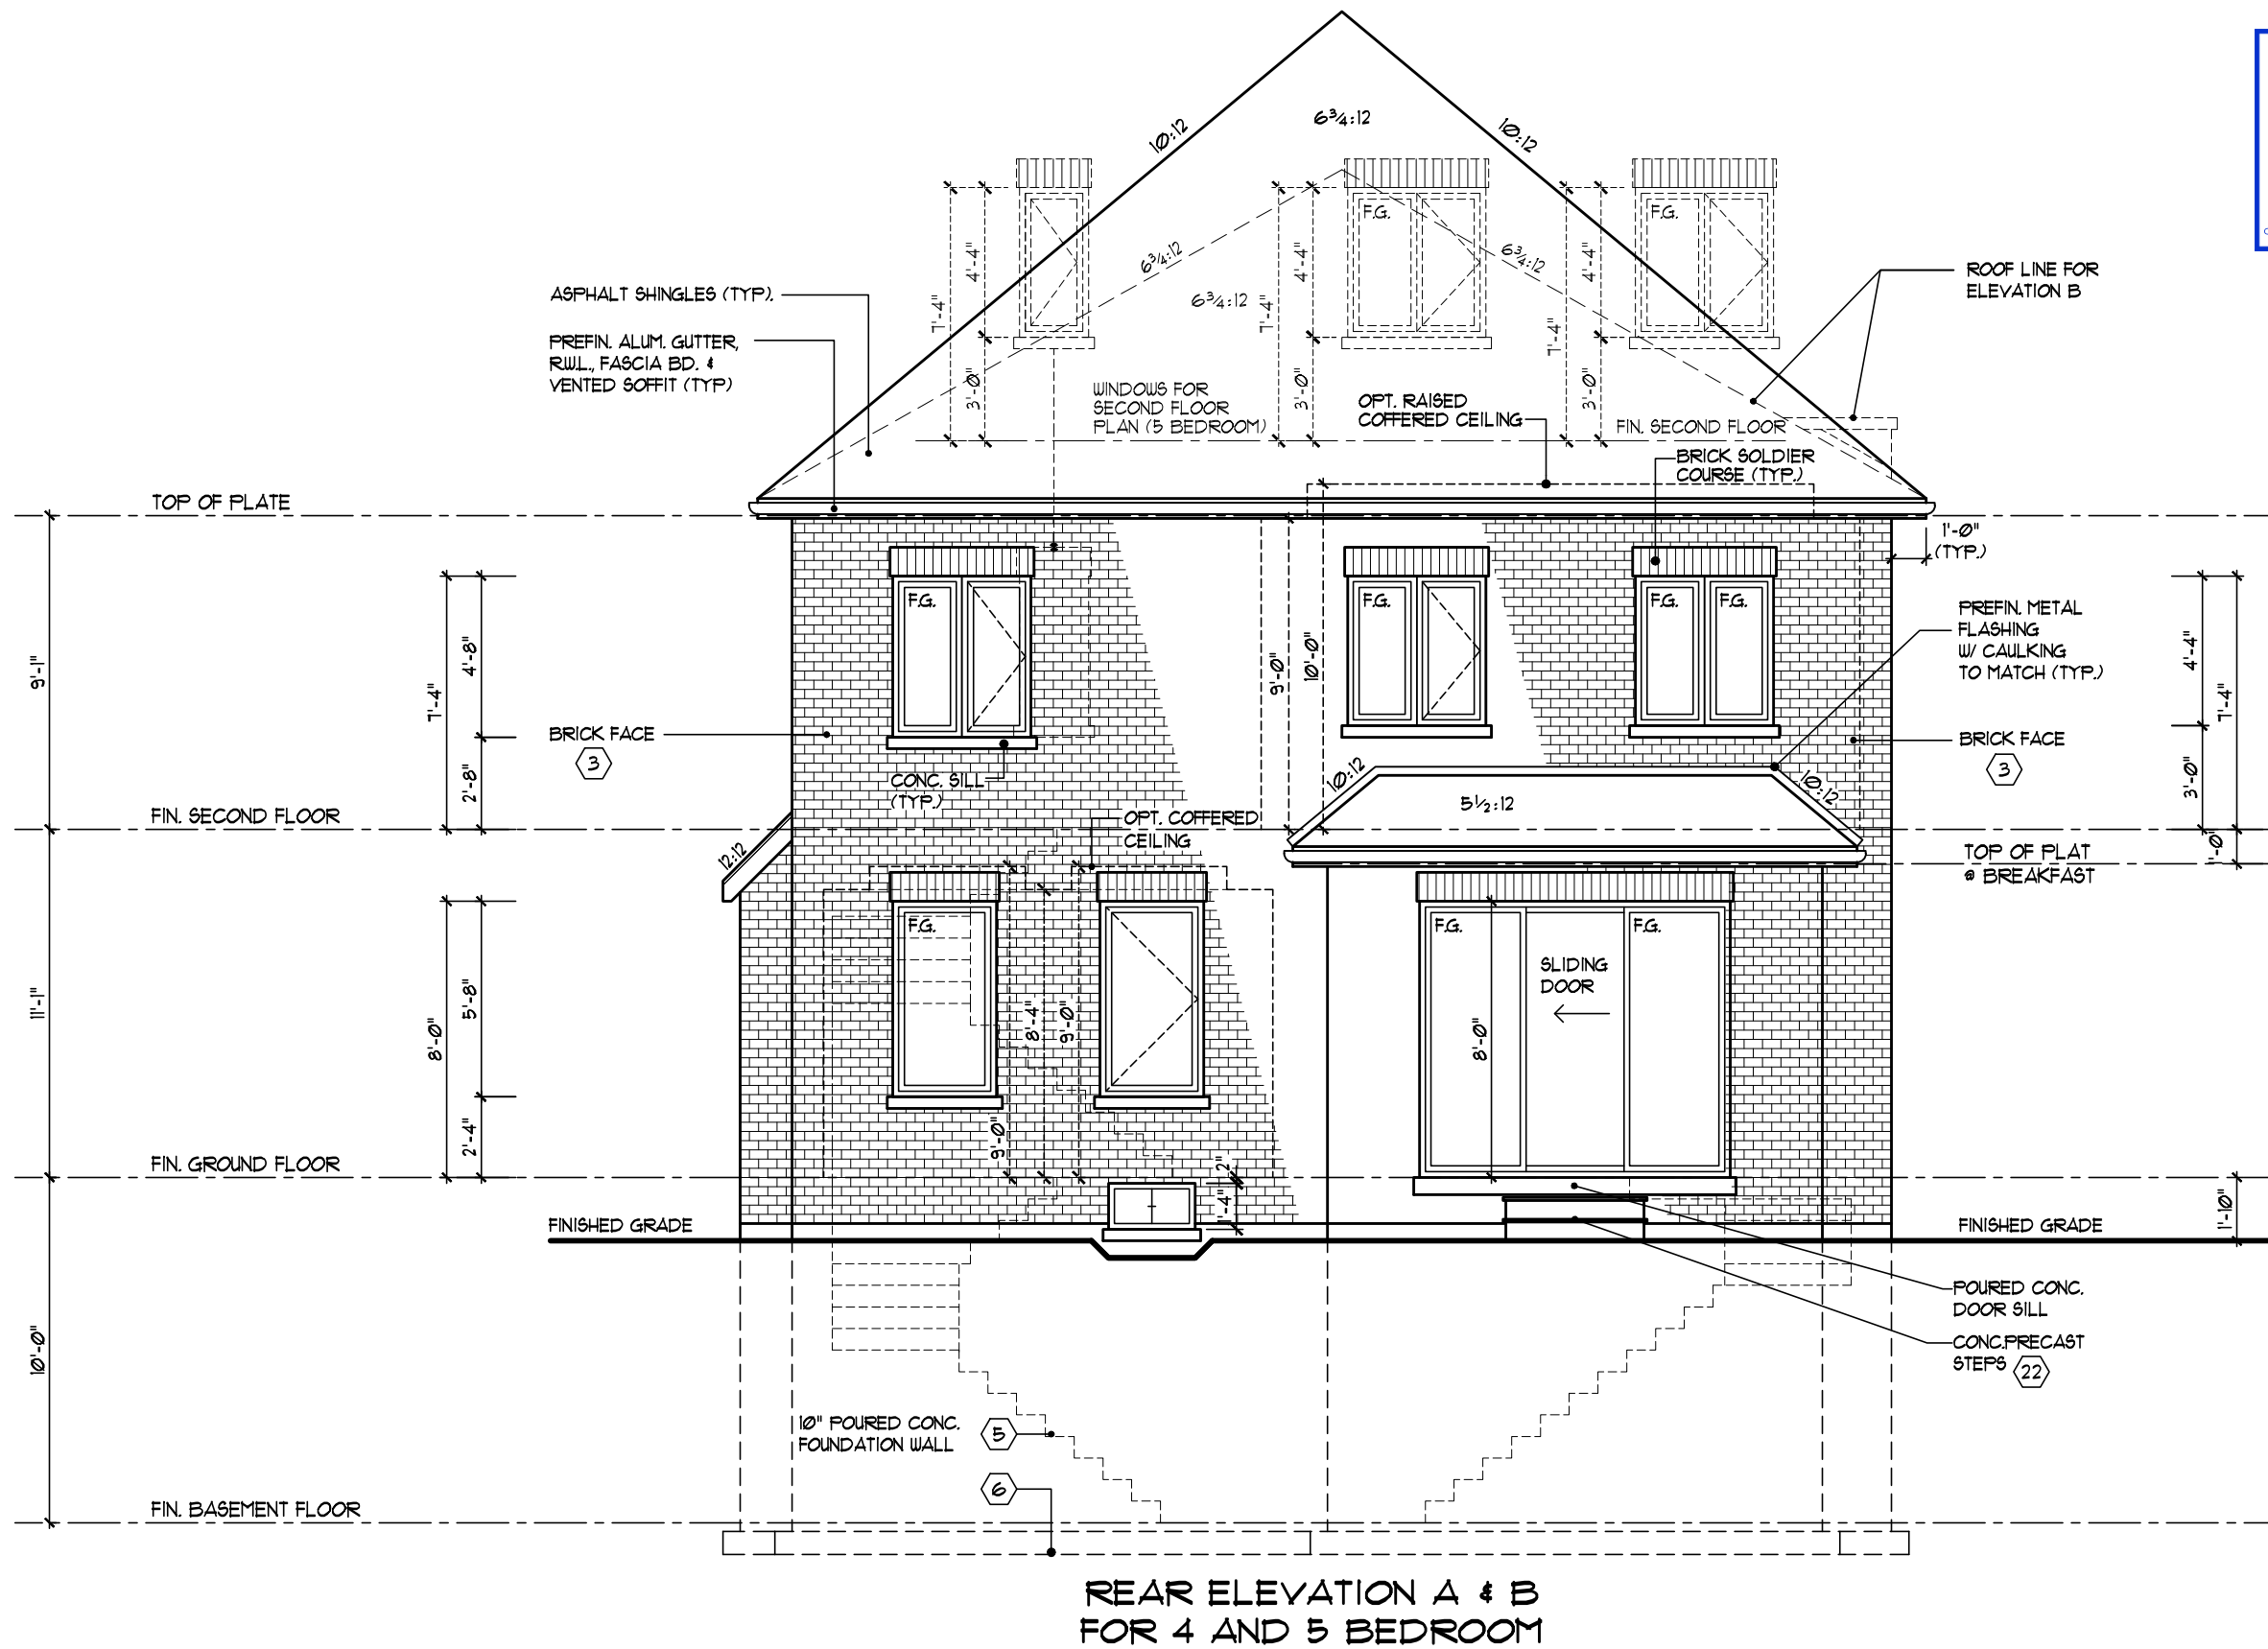 6¾:12
10:12
10:12
F.G.
F.G.
6¾:12
6¾:12
6¾:12
7'-4"
4'-4"
3'-0"
7'-4"
4'-4"
3'-0"
7'-4"
4'-4"
3'-0"
ASPHALT SHINGLES (TYP).
PREFIN. ALUM. GUTTER,
R.W.L., FASCIA BD. &
VENTED SOFFIT (TYP)
ROOF LINE FOR
ELEVATION B
WINDOWS FOR
SECOND FLOOR
PLAN (5 BEDROOM)
OPT. RAISED
COFFERED CEILING
FIN. SECOND FLOOR
BRICK SOLDIER
COURSE (TYP.)
TOP OF PLATE
1'-0"
(TYP.)
F.G.
F.G.
F.G.
F.G.
PREFIN. METAL
FLASHING
W/ CAULKING
TO MATCH (TYP.)
9'-1"
7'-4"
4'-8"
2'-8"
9'-0"
10'-0"
4'-4"
7'-4"
3'-0"
BRICK FACE
3
BRICK FACE
3
CONC. SILL
(TYP.)
10:12
10:12
5½:12
FIN. SECOND FLOOR
OPT. COFFERED
CEILING
12:12
1'-0"
TOP OF PLAT
@ BREAKFAST
F.G.
F.G.
F.G.
SLIDING
DOOR
11'-1"
8'-0"
5'-8"
2'-4"
8'-4"
9'-0"
9'-0"
8'-0"
FIN. GROUND FLOOR
2"
1'-4"
1'-10"
FINISHED GRADE
FINISHED GRADE
POURED CONC.
DOOR SILL
CONC.PRECAST
STEPS 22
10'-0"
10" POURED CONC.
FOUNDATION WALL
5
6
FIN. BASEMENT FLOOR
REAR ELEVATION A & B
FOR 4 AND 5 BEDROOM